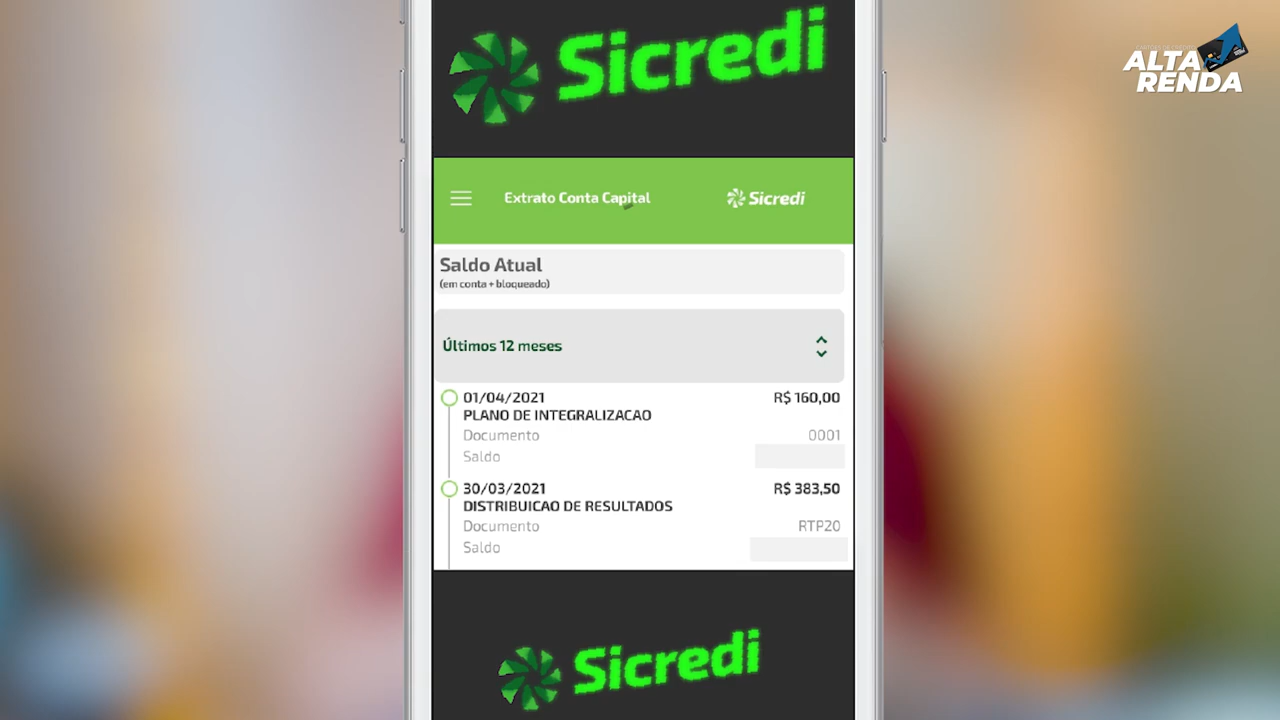 Sicredi
ALTA
RENDA
Extrato Conta Capital
Sicredi
Saldo Atual
(em conta + bloqueado)
Últimos 12 meses
01/04/2021 R$ 160,00
PLANO DE INTEGRALIZACAO
Documento 0001
Saldo
30/03/2021 R$ 383,50
DISTRIBUICAO DE RESULTADOS
Documento RTP20
Saldo
Sicredi